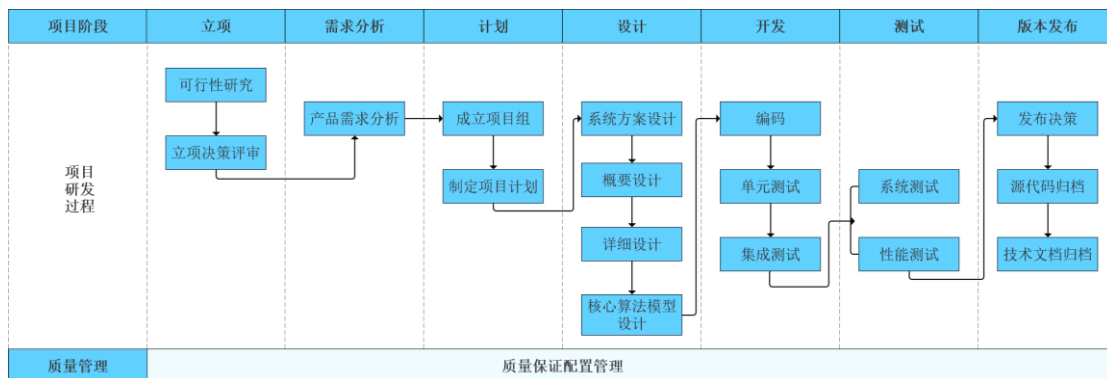 项目阶段
立项
需求分析
计划
设计
开发
测试
版本发布
项目
研发
过程
可行性研究
立项决策评审
产品需求分析
成立项目组
制定项目计划
系统方案设计
概要设计
详细设计
核心算法模型
设计
编码
单元测试
集成测试
系统测试
性能测试
发布决策
源代码归档
技术文档归档
质量管理
质量保证配置管理